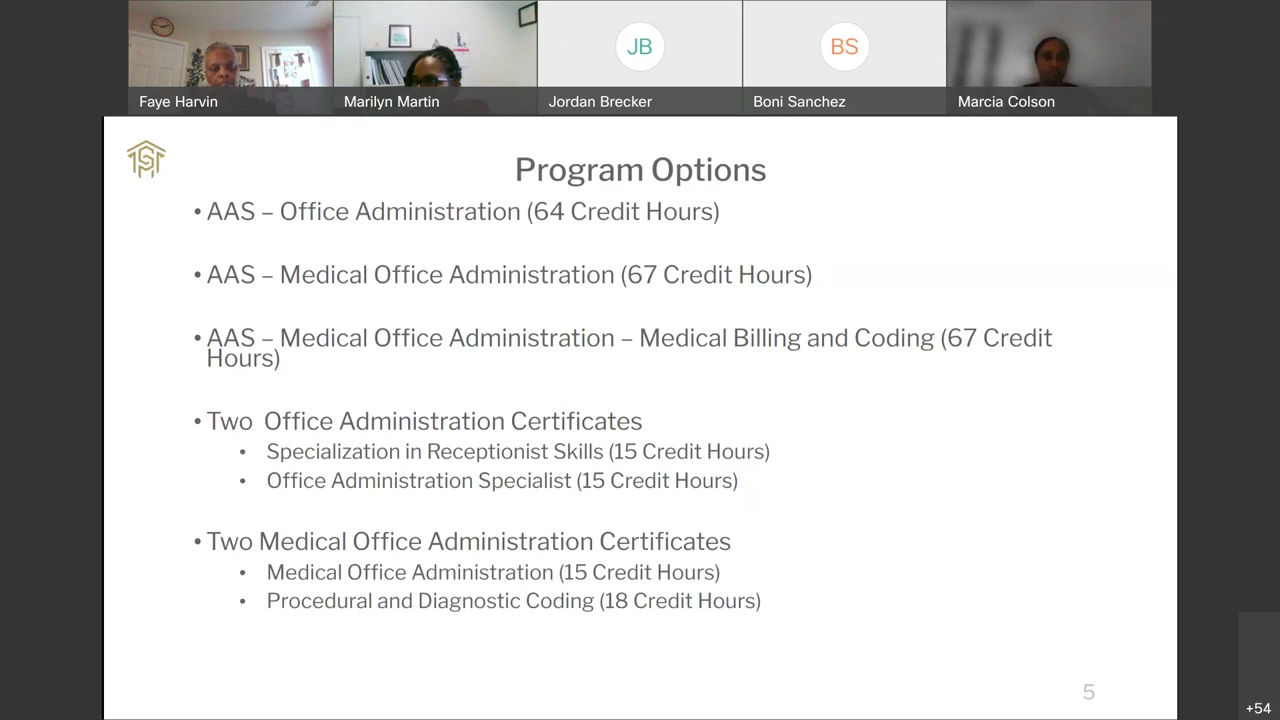 JB
BS
Faye Harvin
Marilyn Martin
Jordan Brecker
Boni Sanchez
Marcia Colson
Program Options
• AAS – Office Administration (64 Credit Hours)
• AAS – Medical Office Administration (67 Credit Hours)
• AAS – Medical Office Administration – Medical Billing and Coding (67 Credit
Hours)
• Two Office Administration Certificates
• Specialization in Receptionist Skills (15 Credit Hours)
• Office Administration Specialist (15 Credit Hours)
• Two Medical Office Administration Certificates
• Medical Office Administration (15 Credit Hours)
• Procedural and Diagnostic Coding (18 Credit Hours)
5
+54